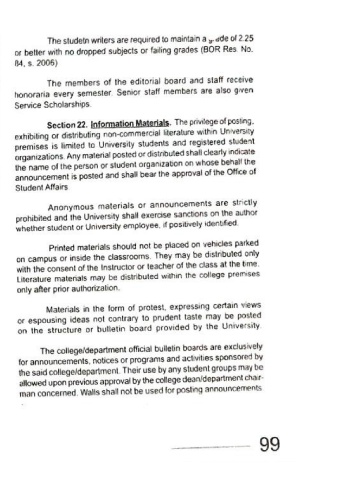 The studetn writers are required to maintain a grade of 2.25
or better with no dropped subjects or failing grades (BOR Res. No.
84, s. 2006)
The members of the editorial board and staff receive
honoraria every semester. Senior staff members are also given
Service Scholarships.
Section 22. Information Materials. The privilege of posting,
exhibiting or distributing non-commercial literature within University
premises is limited to University students and registered student
organizations. Any material posted or distributed shall clearly indicate
the name of the person or student organization on whose behalf the
announcement is posted and shall bear the approval of the Office of
Student Affairs
Anonymous materials or announcements are strictly
prohibited and the University shall exercise sanctions on the author
whether student or University employee, if positively identified.
Printed materials should not be placed on vehicles parked
on campus or inside the classrooms. They may be distributed only
with the consent of the Instructor or teacher of the class at the time.
Literature materials may be distributed within the college premises
only after prior authorization.
Materials in the form of protest, expressing certain views
or espousing ideas not contrary to prudent taste may be posted
on the structure or bulletin board provided by the University.
The college/department official bulletin boards are exclusively
for announcements, notices or programs and activities sponsored by
the said college/department. Their use by any student groups may be
allowed upon previous approval by the college dean/department chair-
man concerned. Walls shall not be used for posting announcements
99